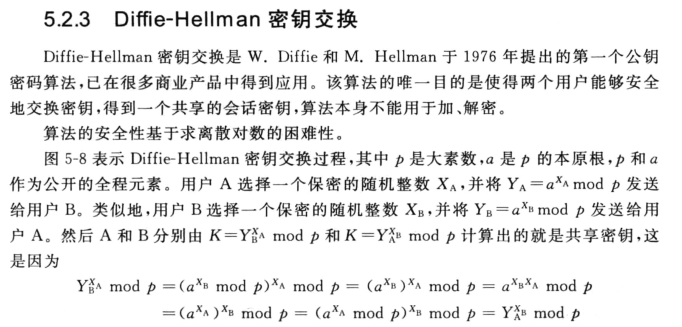 5.2.3 Diffie-Hellman 密钥交换
Diffie-Hellman 密钥交换是 W. Diffie 和 M. Hellman 于 1976 年提出的第一个公钥
密码算法,已在很多商业产品中得到应用。该算法的唯一目的是使得两个用户能够安全
地交换密钥,得到一个共享的会话密钥,算法本身不能用于加、解密。
算法的安全性基于求离散对数的困难性。
图 5-8 表示 Diffie-Hellman 密钥交换过程,其中 p 是大素数,a 是 p 的本原根,p 和 a
作为公开的全程元素。用户 A 选择一个保密的随机整数 X_A,并将 Y_A=a^{X_A} mod p 发送
给用户 B。类似地,用户 B 选择一个保密的随机整数 X_B,并将 Y_B=a^{X_B} mod p 发送给用
户 A。然后 A 和 B 分别由 K=Y_B^{X_A} mod p 和 K=Y_A^{X_B} mod p 计算出的就是共享密钥,这
是因为
Y_B^{X_A} mod p =(a^{X_B} mod p)^{X_A} mod p = (a^{X_B})^{X_A} mod p = a^{X_B X_A} mod p
=(a^{X_A})^{X_B} mod p = (a^{X_A} mod p)^{X_B} mod p = Y_A^{X_B} mod p